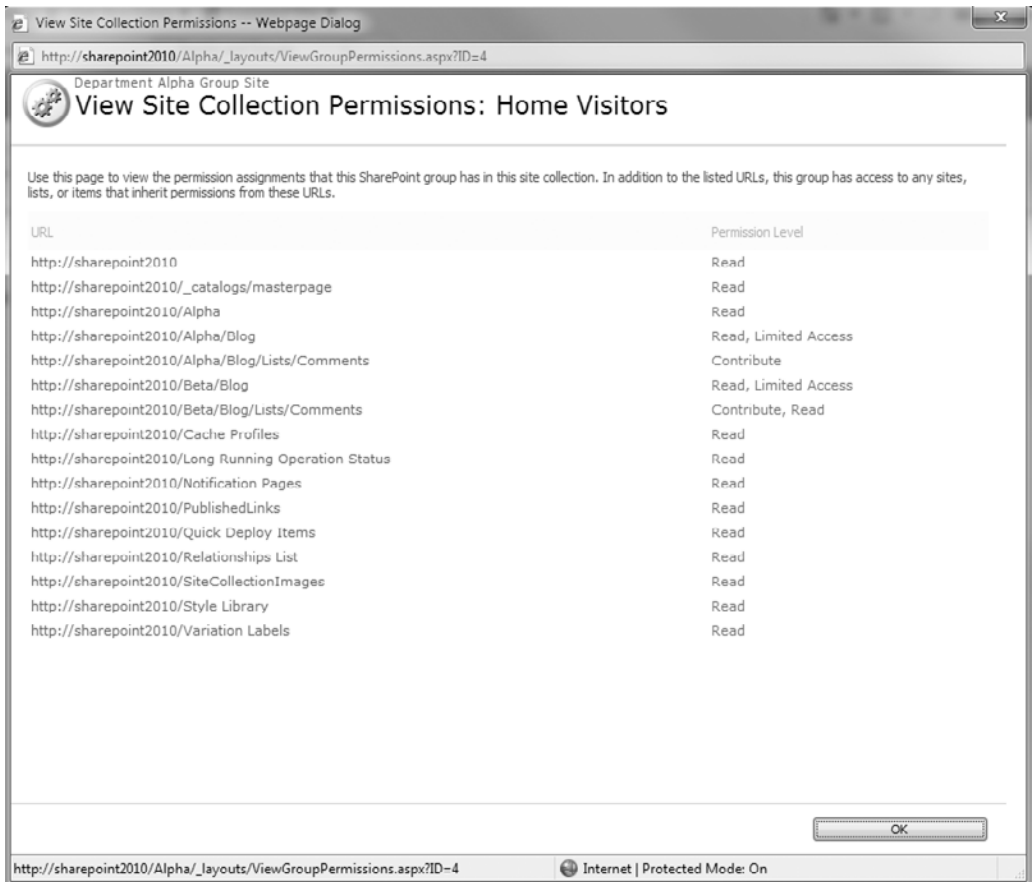 View Site Collection Permissions -- Webpage Dialog
x
http://sharepoint2010/Alpha/_layouts/ViewGroupPermissions.aspx?ID=4
Department Alpha Group Site
View Site Collection Permissions: Home Visitors
Use this page to view the permission assignments that this SharePoint group has in this site collection. In addition to the listed URLs, this group has access to any sites,
lists, or items that inherit permissions from these URLs.
URL Permission Level
http://sharepoint2010 Read
http://sharepoint2010/_catalogs/masterpage Read
http://sharepoint2010/Alpha Read
http://sharepoint2010/Alpha/Blog Read, Limited Access
http://sharepoint2010/Alpha/Blog/Lists/Comments Contribute
http://sharepoint2010/Beta/Blog Read, Limited Access
http://sharepoint2010/Beta/Blog/Lists/Comments Contribute, Read
http://sharepoint2010/Cache Profiles Read
http://sharepoint2010/Long Running Operation Status Read
http://sharepoint2010/Notification Pages Read
http://sharepoint2010/PublishedLinks Read
http://sharepoint2010/Quick Deploy Items Read
http://sharepoint2010/Relationships List Read
http://sharepoint2010/SiteCollectionImages Read
http://sharepoint2010/Style Library Read
http://sharepoint2010/Variation Labels Read
OK
http://sharepoint2010/Alpha/_layouts/ViewGroupPermissions.aspx?ID=4 Internet | Protected Mode: On